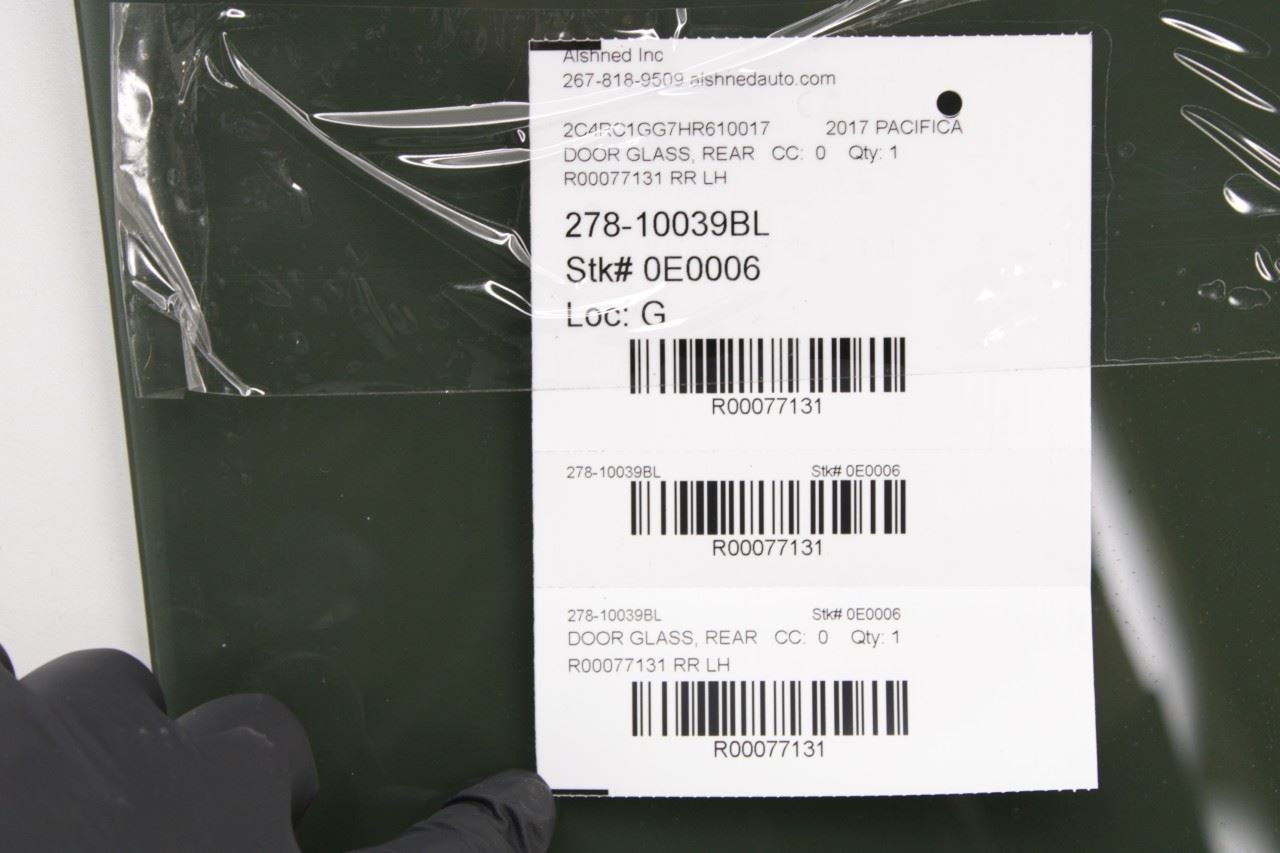 Aishned Inc
267-818-9509 aishnedauto.com
2C4RC1GG7HR610017 2017 PACIFICA
DOOR GLASS, REAR CC: 0 Qty: 1
R00077131 RR LH
278-10039BL
Stk# 0E0006
Loc: G
R00077131
278-10039BL Stk# 0E0006
R00077131
278-10039BL Stk# 0E0006
DOOR GLASS, REAR CC: 0 Qty: 1
R00077131 RR LH
R00077131